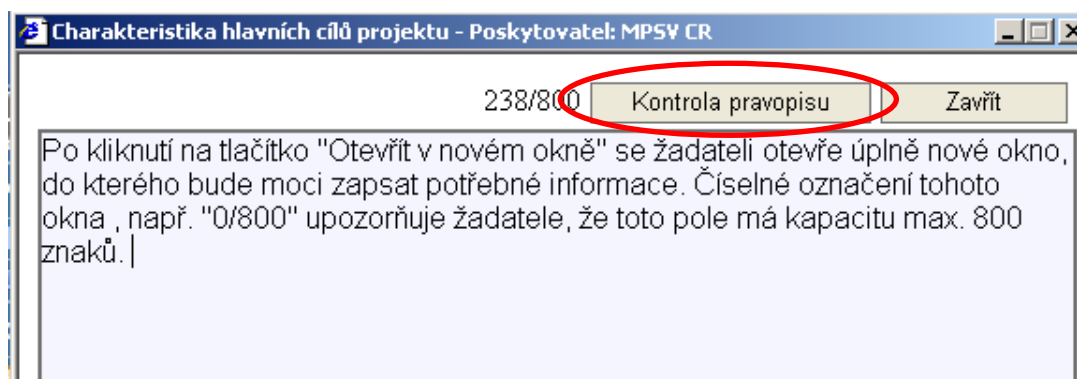 Charakteristika hlavních cílů projektu - Poskytovatel: MPSV CR
238/800 Kontrola pravopisu Zavřít
Po kliknutí na tlačítko "Otevřít v novém okně" se žadateli otevře úplně nové okno,
do kterého bude moci zapsat potřebné informace. Číselné označení tohoto
okna , např. "0/800" upozorňuje žadatele, že toto pole má kapacitu max. 800
znaků.